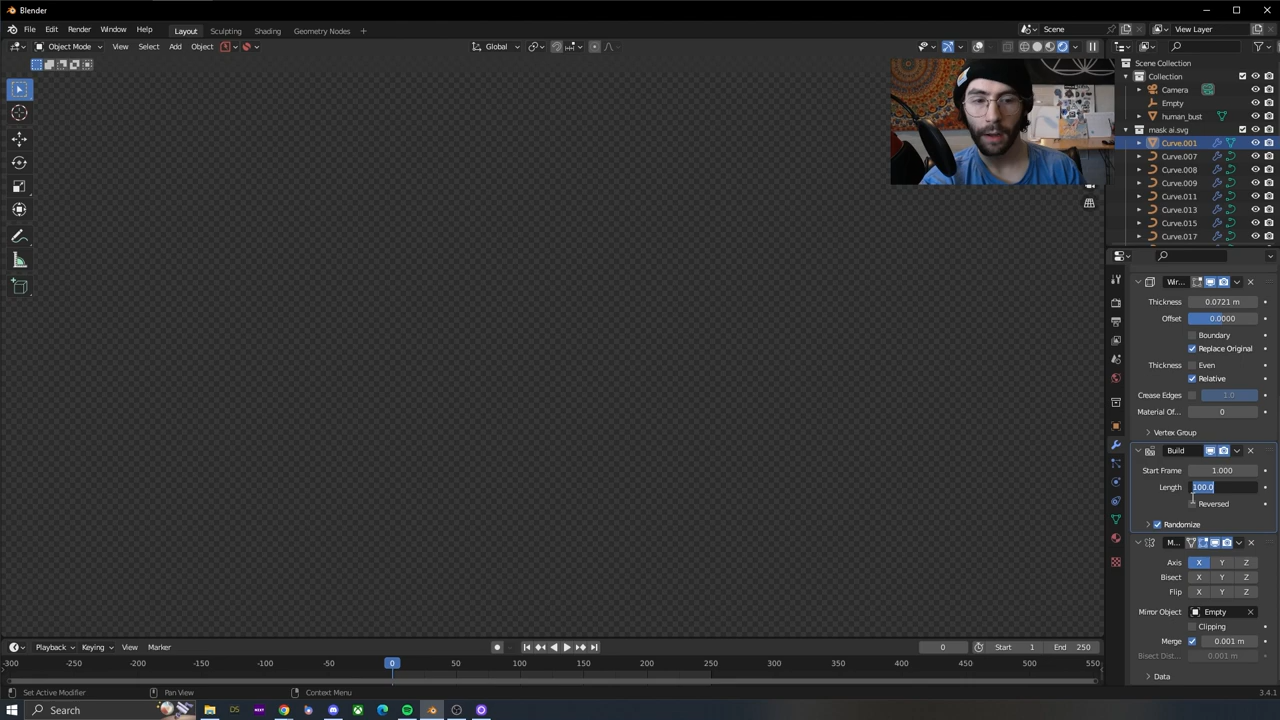 Blender
File Edit Render Window Help Layout Sculpting Shading Geometry Nodes + Scene View Layer
Object Mode View Select Add Object Global
Scene Collection
Collection
Camera
Empty
human_bust
mask ai.svg
Curve.001
Curve.007
Curve.008
Curve.009
Curve.011
Curve.013
Curve.015
Curve.017
Wir...
Thickness 0.0721 m
Offset 0.0000
Boundary
Replace Original
Thickness Even
Relative
Crease Edges 1.0
Material Of... 0
Vertex Group
Build
Start Frame 1.000
Length 100.0
Reversed
Randomize
M...
Axis X Y Z
Bisect X Y Z
Flip X Y Z
Mirror Object Empty
Clipping
Merge 0.001 m
Bisect Dist... 0.001 m
Data
Playback Keying View Marker 0 Start 1 End 250
-300 -250 -200 -150 -100 -50 0 50 100 150 200 250 300 350 400 450 500 550
Set Active Modifier Pan View Context Menu 3.4.1
Search DS NEXT